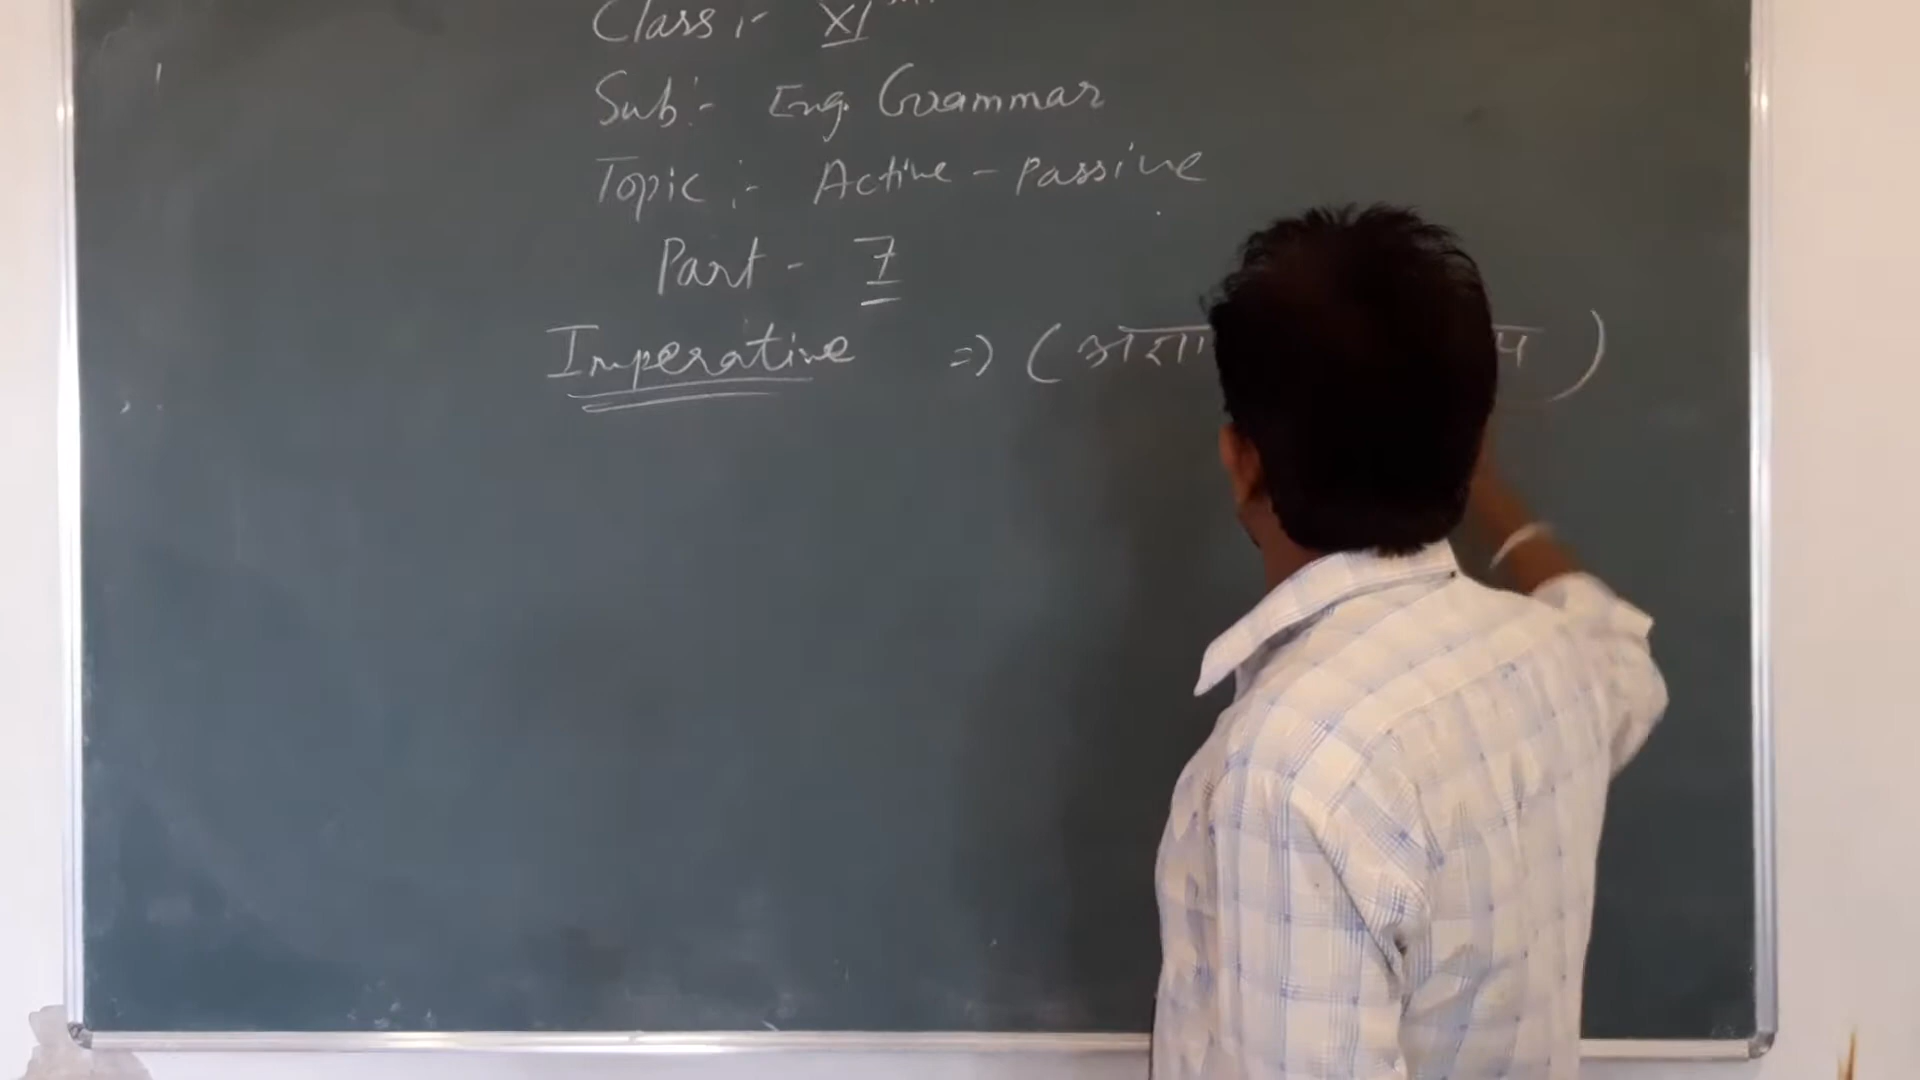 Class :- XI
Sub :- Eng. Grammar
Topic :- Active - Passive
Part - 7
Imperative => ( )